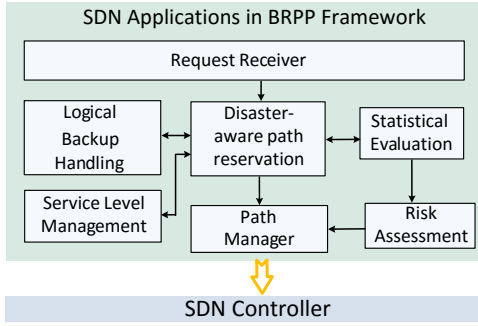 SDN Applications in BRPP Framework
Request Receiver
Logical
Backup
Handling
Disaster-
aware path
reservation
Statistical
Evaluation
Service Level
Management
Path
Manager
Risk
Assessment
SDN Controller